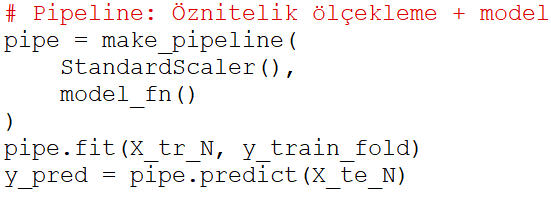 # Pipeline: Öznitelik ölçekleme + model
pipe = make_pipeline(
    StandardScaler(),
    model_fn()
)
pipe.fit(X_tr_N, y_train_fold)
y_pred = pipe.predict(X_te_N)